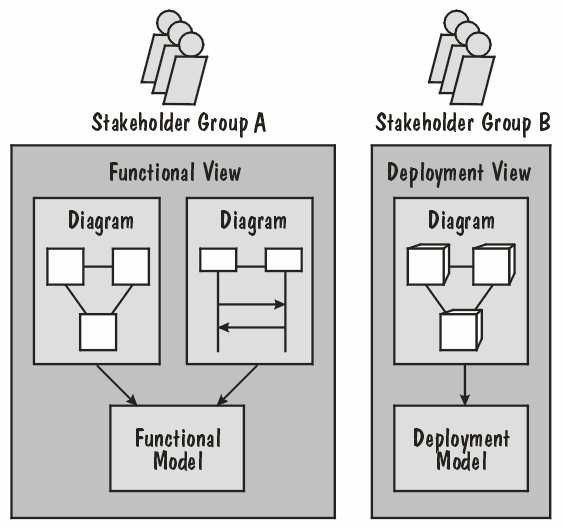 Stakeholder Group A
Stakeholder Group B
Functional View
Deployment View
Diagram
Diagram
Diagram
Functional
Model
Deployment
Model